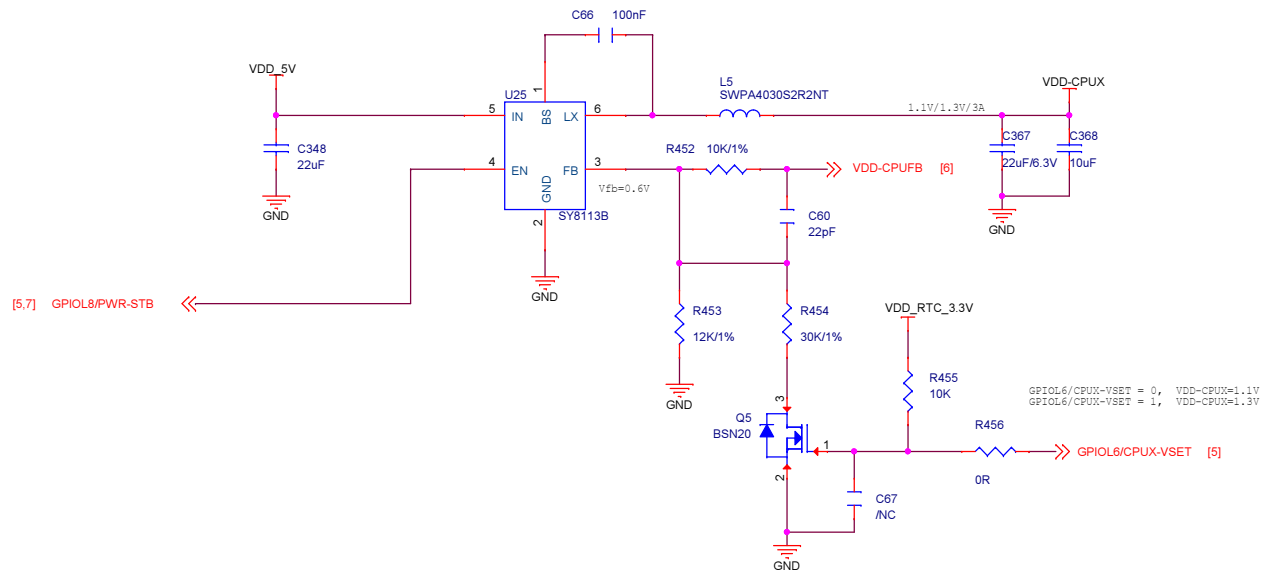 C66 100nF
VDD_5V
L5
SWPA4030S2R2NT
VDD-CPUX
U25
1
5 IN BS LX 6
1.1V/1.3V/3A
C348
22uF
C367
22uF/6.3V
C368
10uF
R452 10K/1%
4 EN FB 3
VDD-CPUFB [6]
GND
Vfb=0.6V
GND
SY8113B
2
C60
22pF
GND
GND
[5,7] GPIOL8/PWR-STB
R453
12K/1%
R454
30K/1%
VDD_RTC_3.3V
GND
R455
10K
GPIOL6/CPUX-VSET = 0, VDD-CPUX=1.1V
GPIOL6/CPUX-VSET = 1, VDD-CPUX=1.3V
3
Q5
BSN20
1
2
R456
0R
GPIOL6/CPUX-VSET [5]
C67
/NC
GND